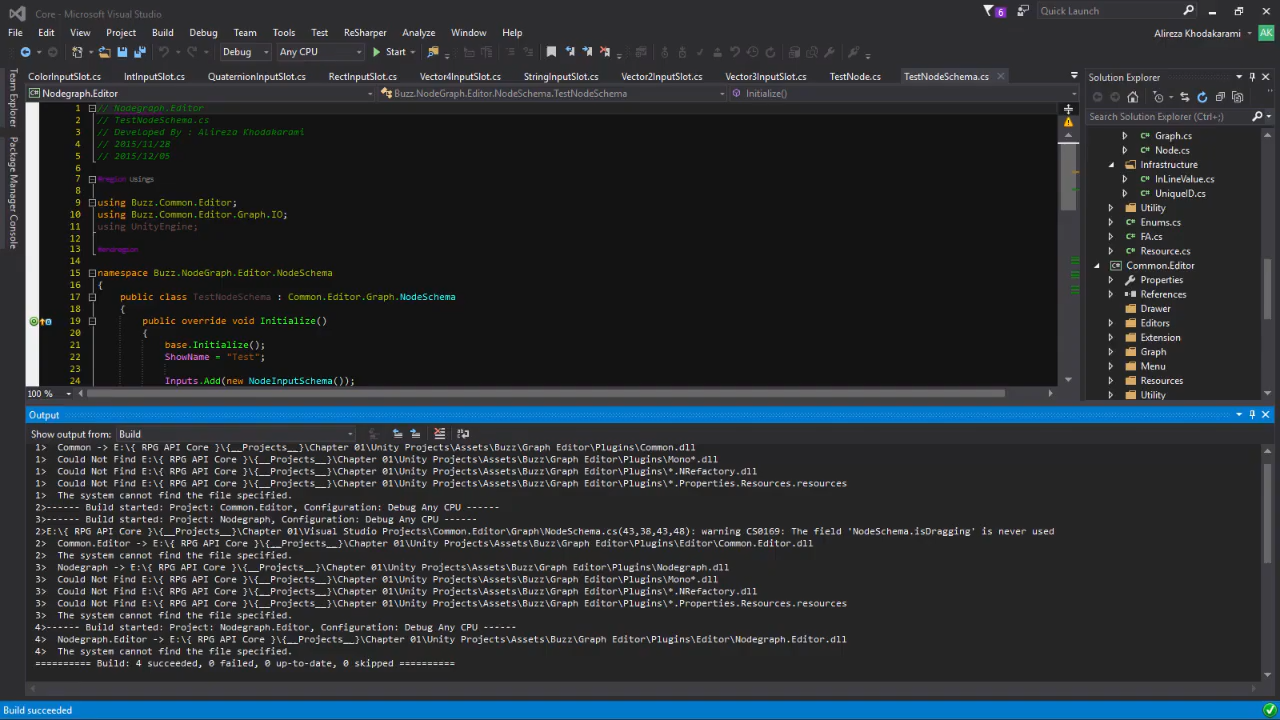 Core - Microsoft Visual Studio
6
Quick Launch
File Edit View Project Build Debug Team Tools Test ReSharper Analyze Window Help
Alireza Khodakarami AK
Debug Any CPU Start
Team Explorer
Package Manager Console
ColorInputSlot.cs IntInputSlot.cs QuaternionInputSlot.cs RectInputSlot.cs Vector4InputSlot.cs StringInputSlot.cs Vector2InputSlot.cs Vector3InputSlot.cs TestNode.cs TestNodeSchema.cs
Nodegraph.Editor Buzz.NodeGraph.Editor.NodeSchema.TestNodeSchema Initialize()
1 // Nodegraph.Editor
2 // TestNodeSchema.cs
3 // Developed By : Alireza Khodakarami
4 // 2015/11/28
5 // 2015/12/05
6
7 #region Usings
8
9 using Buzz.Common.Editor;
10 using Buzz.Common.Editor.Graph.IO;
11 using UnityEngine;
12
13 #endregion
14
15 namespace Buzz.NodeGraph.Editor.NodeSchema
16 {
17 public class TestNodeSchema : Common.Editor.Graph.NodeSchema
18 {
19 public override void Initialize()
20 {
21 base.Initialize();
22 ShowName = "Test";
23
24 Inputs.Add(new NodeInputSchema());
100 %
Solution Explorer
Search Solution Explorer (Ctrl+;)
C# Graph.cs
C# Node.cs
Infrastructure
C# InLineValue.cs
C# UniqueID.cs
Utility
C# Enums.cs
C# FA.cs
C# Resource.cs
C# Common.Editor
Properties
References
Drawer
Editors
Extension
Graph
Menu
Resources
Utility
Output
Show output from: Build
1> Common -> E:\{ RPG API Core }\{__Projects__}\Chapter 01\Unity Projects\Assets\Buzz\Graph Editor\Plugins\Common.dll
1> Could Not Find E:\{ RPG API Core }\{__Projects__}\Chapter 01\Unity Projects\Assets\Buzz\Graph Editor\Plugins\Mono*.dll
1> Could Not Find E:\{ RPG API Core }\{__Projects__}\Chapter 01\Unity Projects\Assets\Buzz\Graph Editor\Plugins\*.NRefactory.dll
1> Could Not Find E:\{ RPG API Core }\{__Projects__}\Chapter 01\Unity Projects\Assets\Buzz\Graph Editor\Plugins\*.Properties.Resources.resources
1> The system cannot find the file specified.
2>------ Build started: Project: Common.Editor, Configuration: Debug Any CPU ------
3>------ Build started: Project: Nodegraph, Configuration: Debug Any CPU ------
2>E:\{ RPG API Core }\{__Projects__}\Chapter 01\Visual Studio Projects\Common.Editor\Graph\NodeSchema.cs(43,38,43,48): warning CS0169: The field 'NodeSchema.isDragging' is never used
2> Common.Editor -> E:\{ RPG API Core }\{__Projects__}\Chapter 01\Unity Projects\Assets\Buzz\Graph Editor\Plugins\Editor\Common.Editor.dll
2> The system cannot find the file specified.
3> Nodegraph -> E:\{ RPG API Core }\{__Projects__}\Chapter 01\Unity Projects\Assets\Buzz\Graph Editor\Plugins\Nodegraph.dll
3> Could Not Find E:\{ RPG API Core }\{__Projects__}\Chapter 01\Unity Projects\Assets\Buzz\Graph Editor\Plugins\Mono*.dll
3> Could Not Find E:\{ RPG API Core }\{__Projects__}\Chapter 01\Unity Projects\Assets\Buzz\Graph Editor\Plugins\*.NRefactory.dll
3> Could Not Find E:\{ RPG API Core }\{__Projects__}\Chapter 01\Unity Projects\Assets\Buzz\Graph Editor\Plugins\*.Properties.Resources.resources
3> The system cannot find the file specified.
4>------ Build started: Project: Nodegraph.Editor, Configuration: Debug Any CPU ------
4> Nodegraph.Editor -> E:\{ RPG API Core }\{__Projects__}\Chapter 01\Unity Projects\Assets\Buzz\Graph Editor\Plugins\Editor\Nodegraph.Editor.dll
4> The system cannot find the file specified.
========== Build: 4 succeeded, 0 failed, 0 up-to-date, 0 skipped ==========
Build succeeded